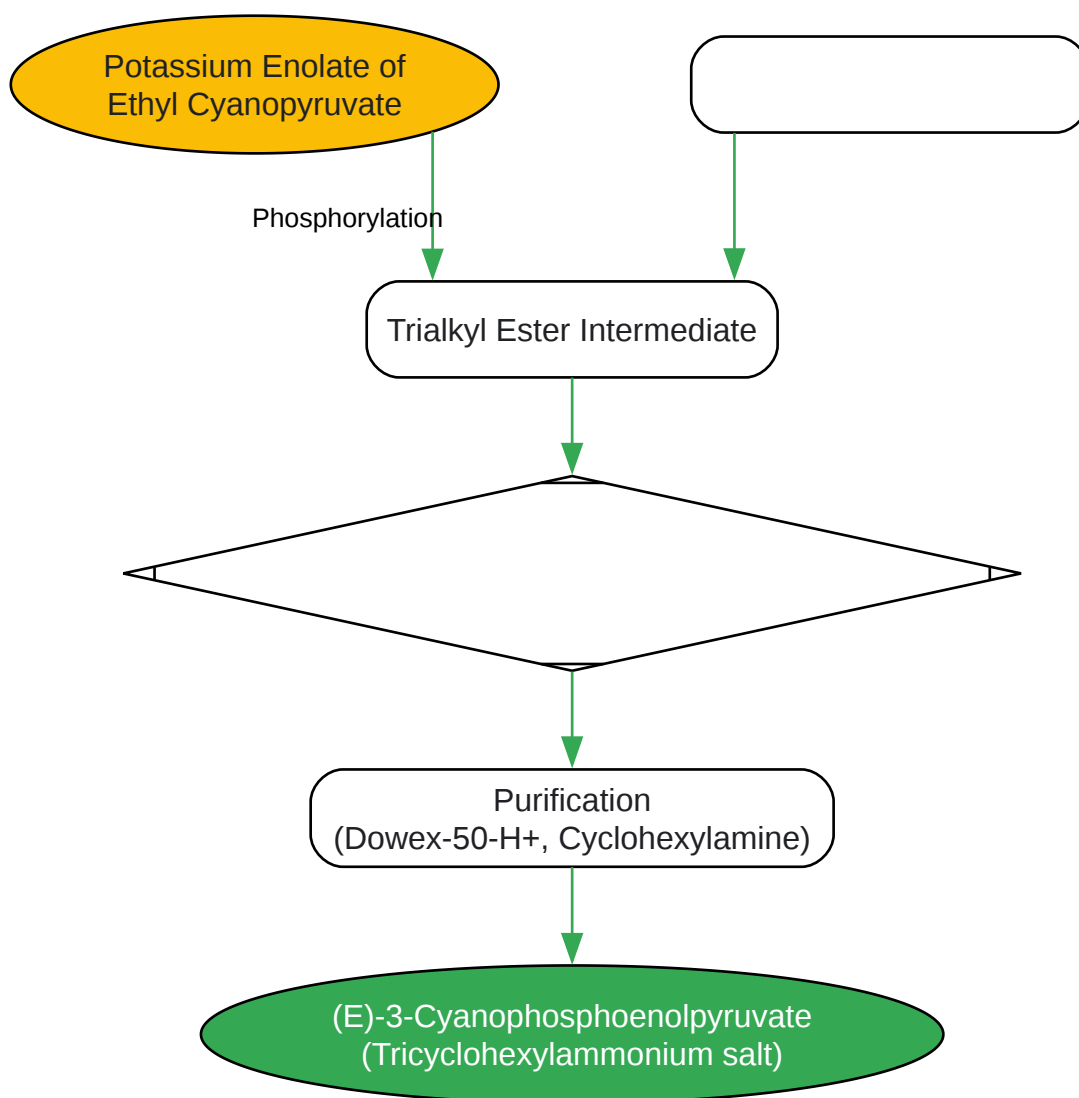 Potassium Enolate of
Ethyl Cyanopyruvate
Phosphorylation
Trialkyl Ester Intermediate
Purification
(Dowex-50-H+, Cyclohexylamine)
(E)-3-Cyanophosphoenolpyruvate
(Tricyclohexylammonium salt)